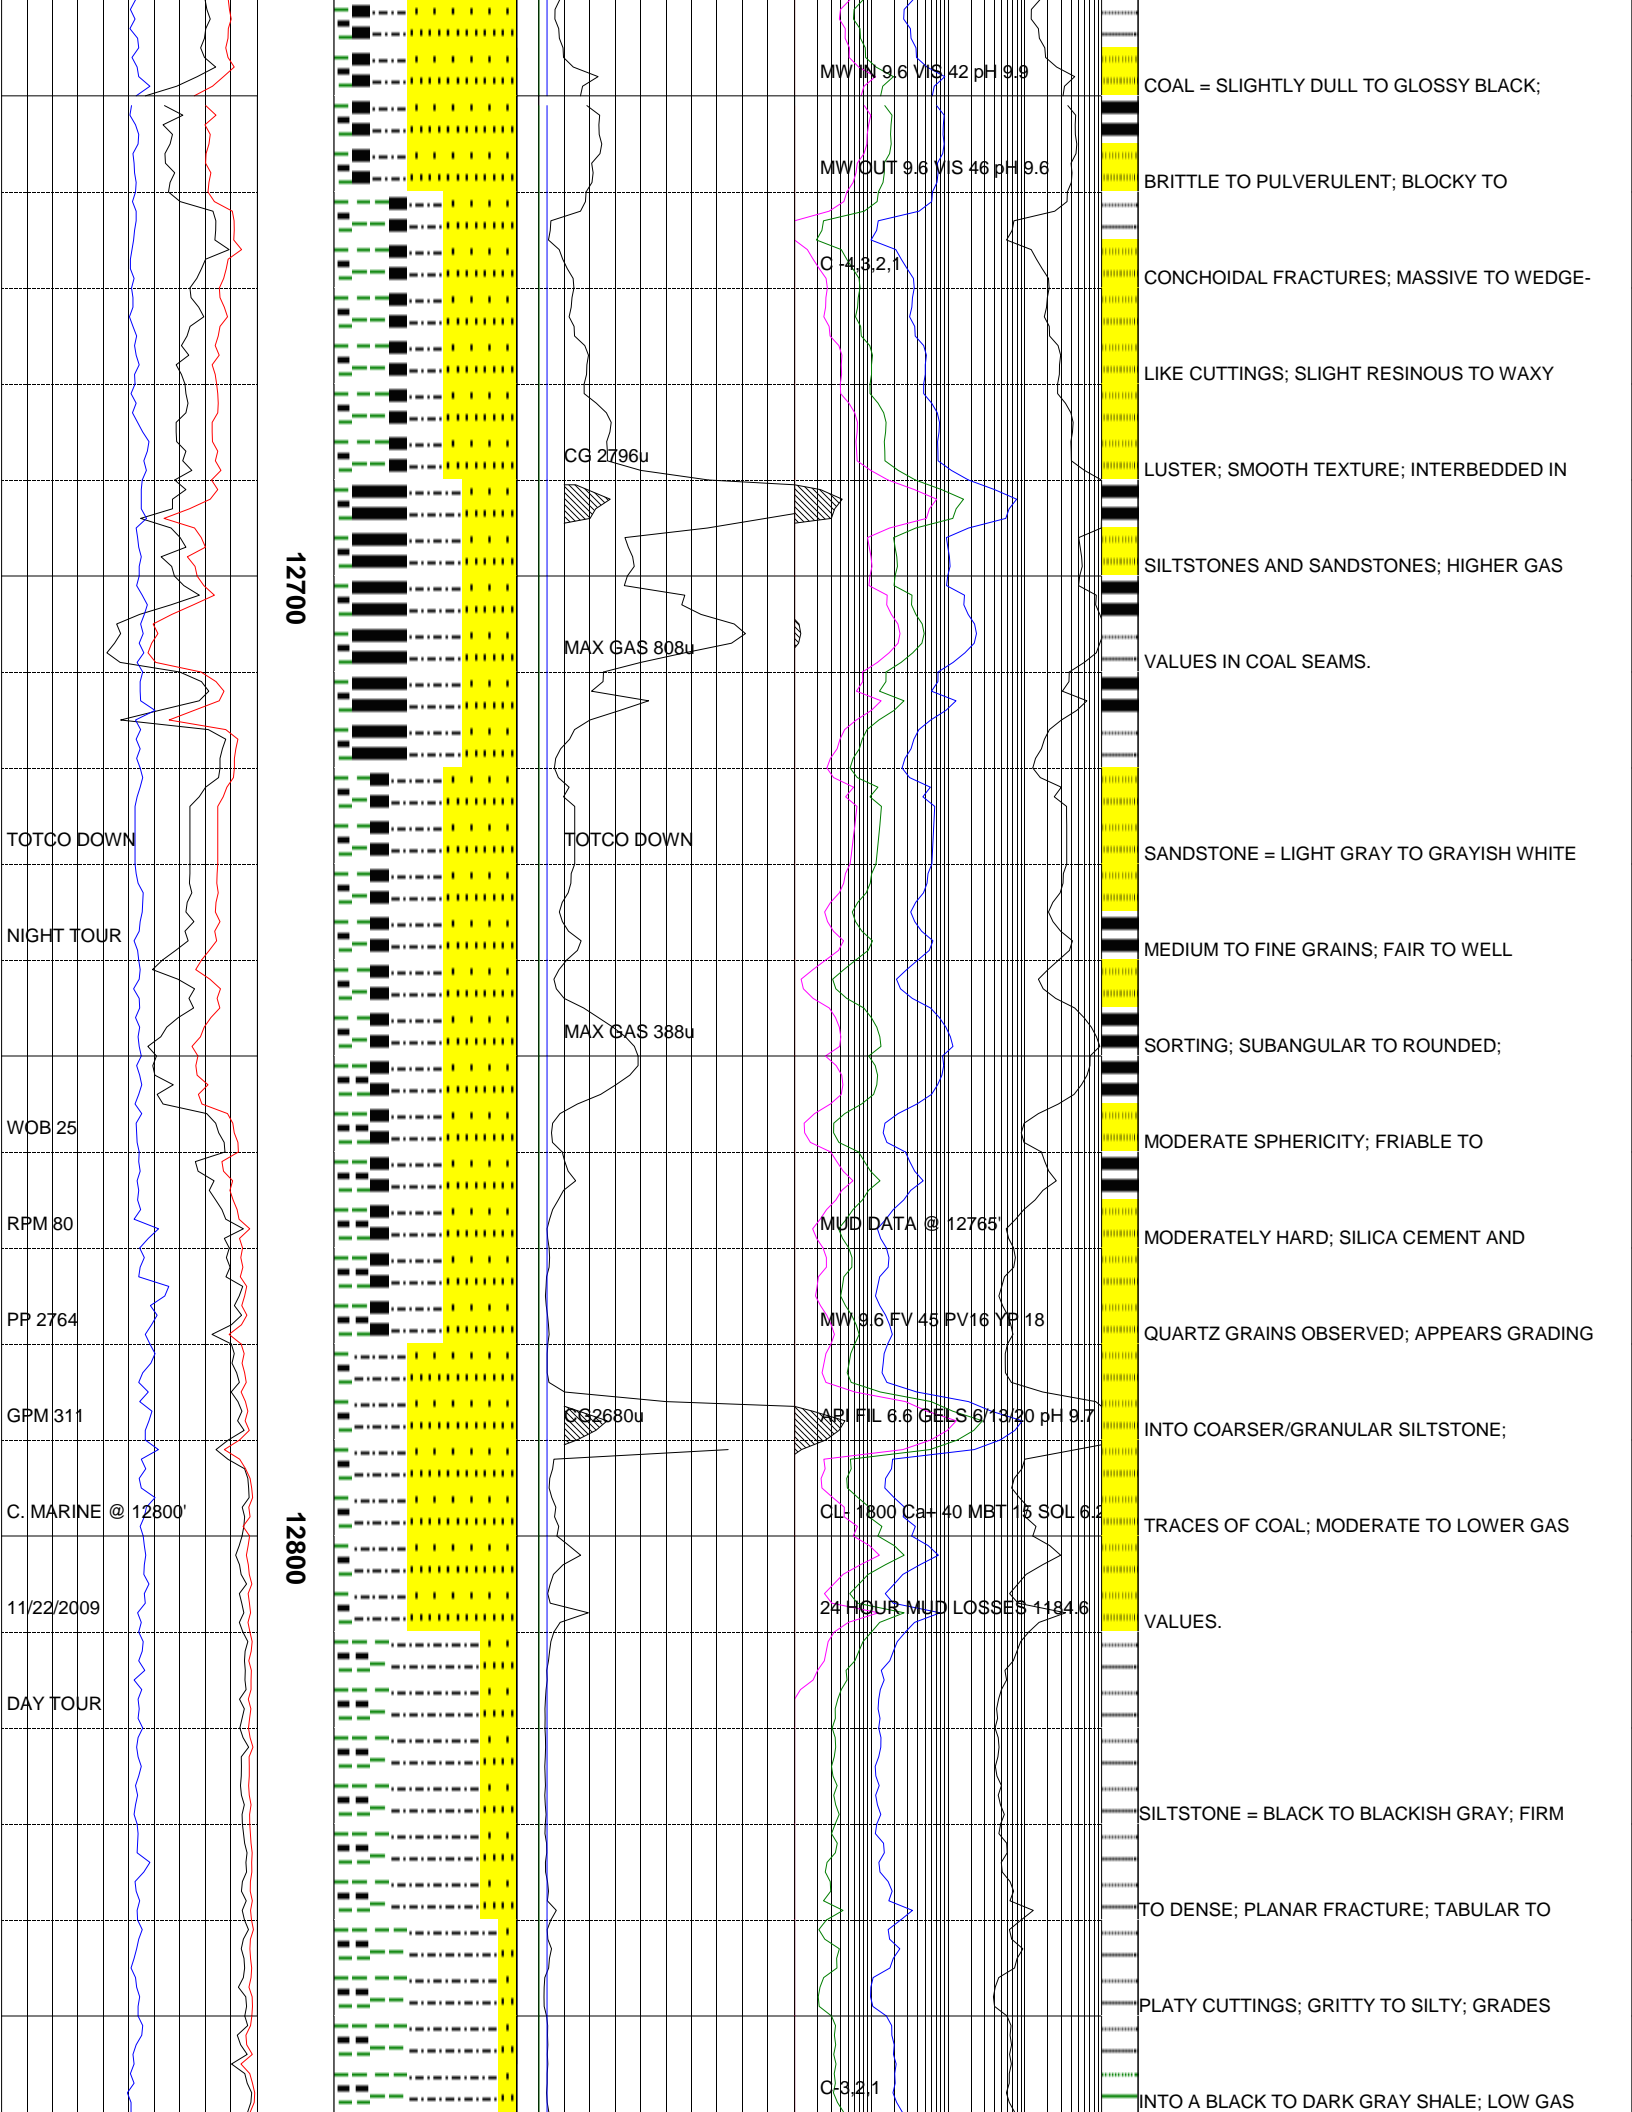 MW IN 9.6 VIS 42 pH 9.9
COAL = SLIGHTLY DULL TO GLOSSY BLACK;
MW OUT 9.6 VIS 46 pH 9.6
BRITTLE TO PULVERULENT; BLOCKY TO
C -4,3,2,1
CONCHOIDAL FRACTURES; MASSIVE TO WEDGE-
LIKE CUTTINGS; SLIGHT RESINOUS TO WAXY
CG 2796u
LUSTER; SMOOTH TEXTURE; INTERBEDDED IN
12700
SILTSTONES AND SANDSTONES; HIGHER GAS
MAX GAS 808u
VALUES IN COAL SEAMS.
TOTCO DOWN
TOTCO DOWN
SANDSTONE = LIGHT GRAY TO GRAYISH WHITE
NIGHT TOUR
MEDIUM TO FINE GRAINS; FAIR TO WELL
MAX GAS 388u
SORTING; SUBANGULAR TO ROUNDED;
WOB 25
MODERATE SPHERICITY; FRIABLE TO
RPM 80
MUD DATA @ 12765'
MODERATELY HARD; SILICA CEMENT AND
PP 2764
MW 9.6 FV 45 PV16 YP 18
QUARTZ GRAINS OBSERVED; APPEARS GRADING
GPM 311
CG2680u
API FIL 6.6 GELS 6/13/20 pH 9.7
INTO COARSER/GRANULAR SILTSTONE;
C. MARINE @ 12800'
12800
CL- 1800 Ca+ 40 MBT 15 SOL 6.2
TRACES OF COAL; MODERATE TO LOWER GAS
11/22/2009
24 HOUR MUD LOSSES 1184.6
VALUES.
DAY TOUR
SILTSTONE = BLACK TO BLACKISH GRAY; FIRM
TO DENSE; PLANAR FRACTURE; TABULAR TO
PLATY CUTTINGS; GRITTY TO SILTY; GRADES
C-3,2,1
INTO A BLACK TO DARK GRAY SHALE; LOW GAS